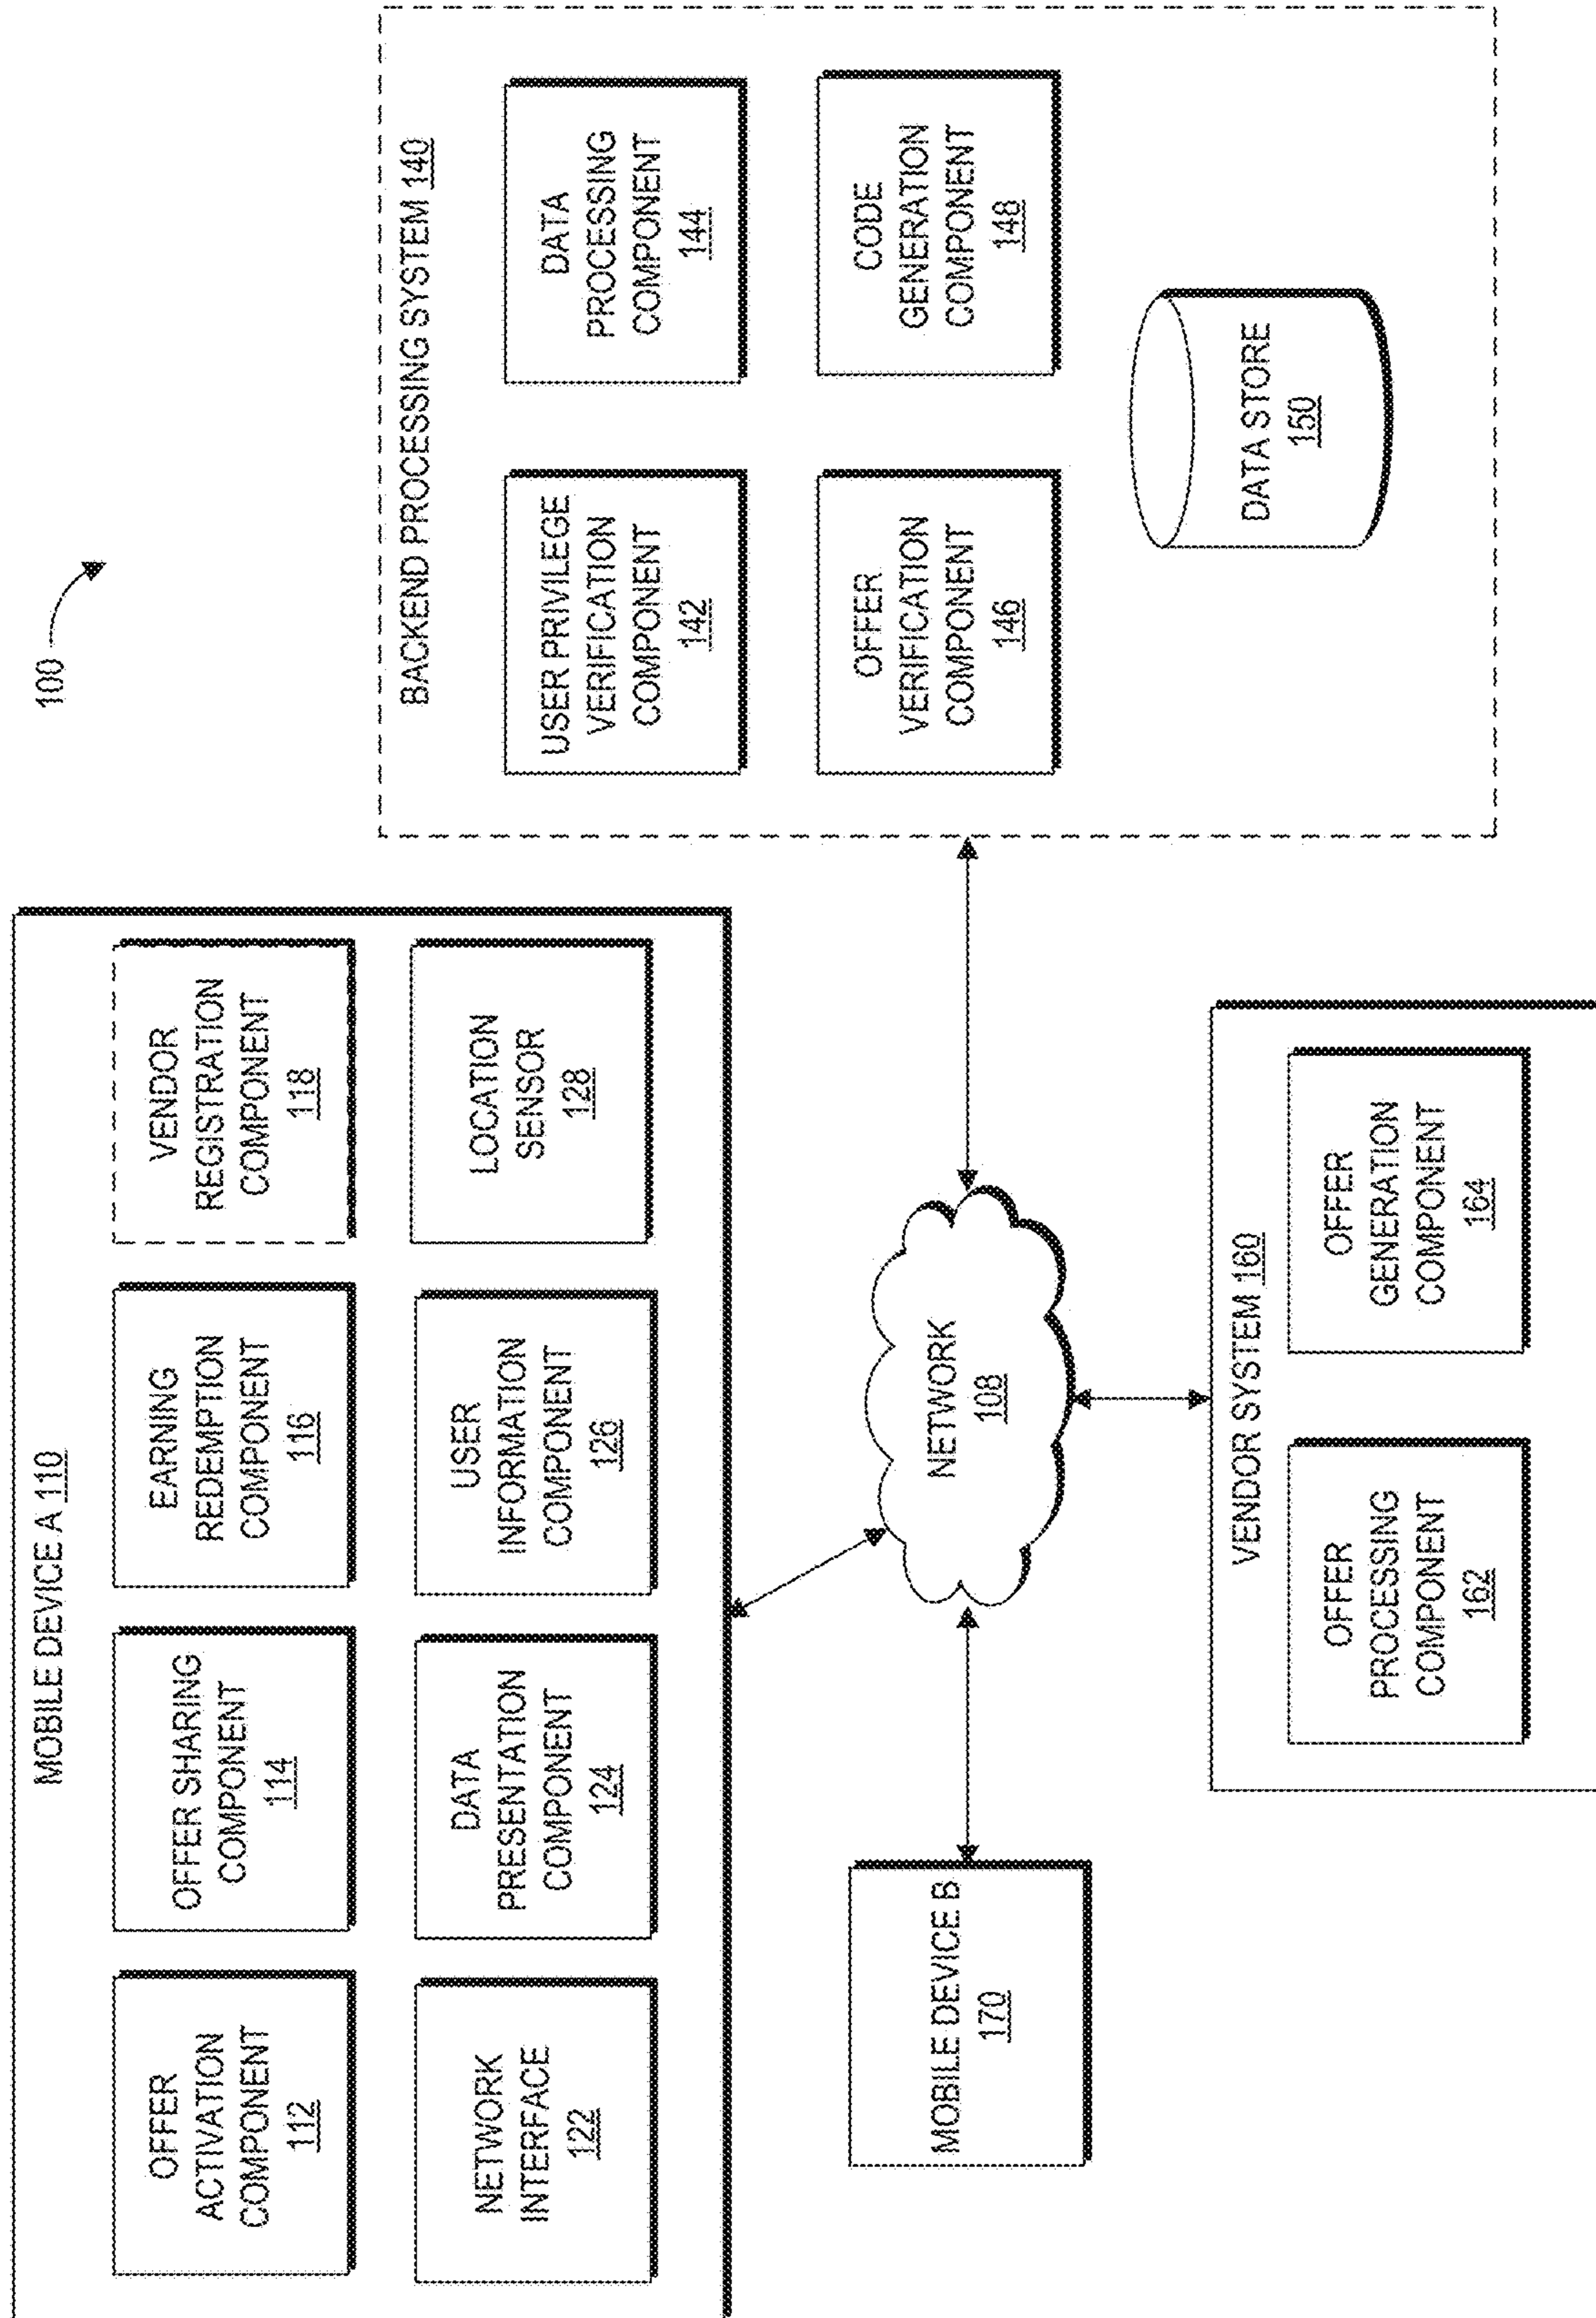 100
MOBILE DEVICE A 110
OFFER
ACTIVATION
COMPONENT
112
OFFER SHARING
COMPONENT
114
EARNING
REDEMPTION
COMPONENT
116
VENDOR
REGISTRATION
COMPONENT
118
NETWORK
INTERFACE
122
DATA
PRESENTATION
COMPONENT
124
USER
INFORMATION
COMPONENT
126
LOCATION
SENSOR
128
BACKEND PROCESSING SYSTEM 140
USER PRIVILEGE
VERIFICATION
COMPONENT
142
DATA
PROCESSING
COMPONENT
144
OFFER
VERIFICATION
COMPONENT
146
CODE
GENERATION
COMPONENT
148
DATA STORE
150
MOBILE DEVICE B
170
NETWORK
108
VENDOR SYSTEM 160
OFFER
PROCESSING
COMPONENT
162
OFFER
GENERATION
COMPONENT
164